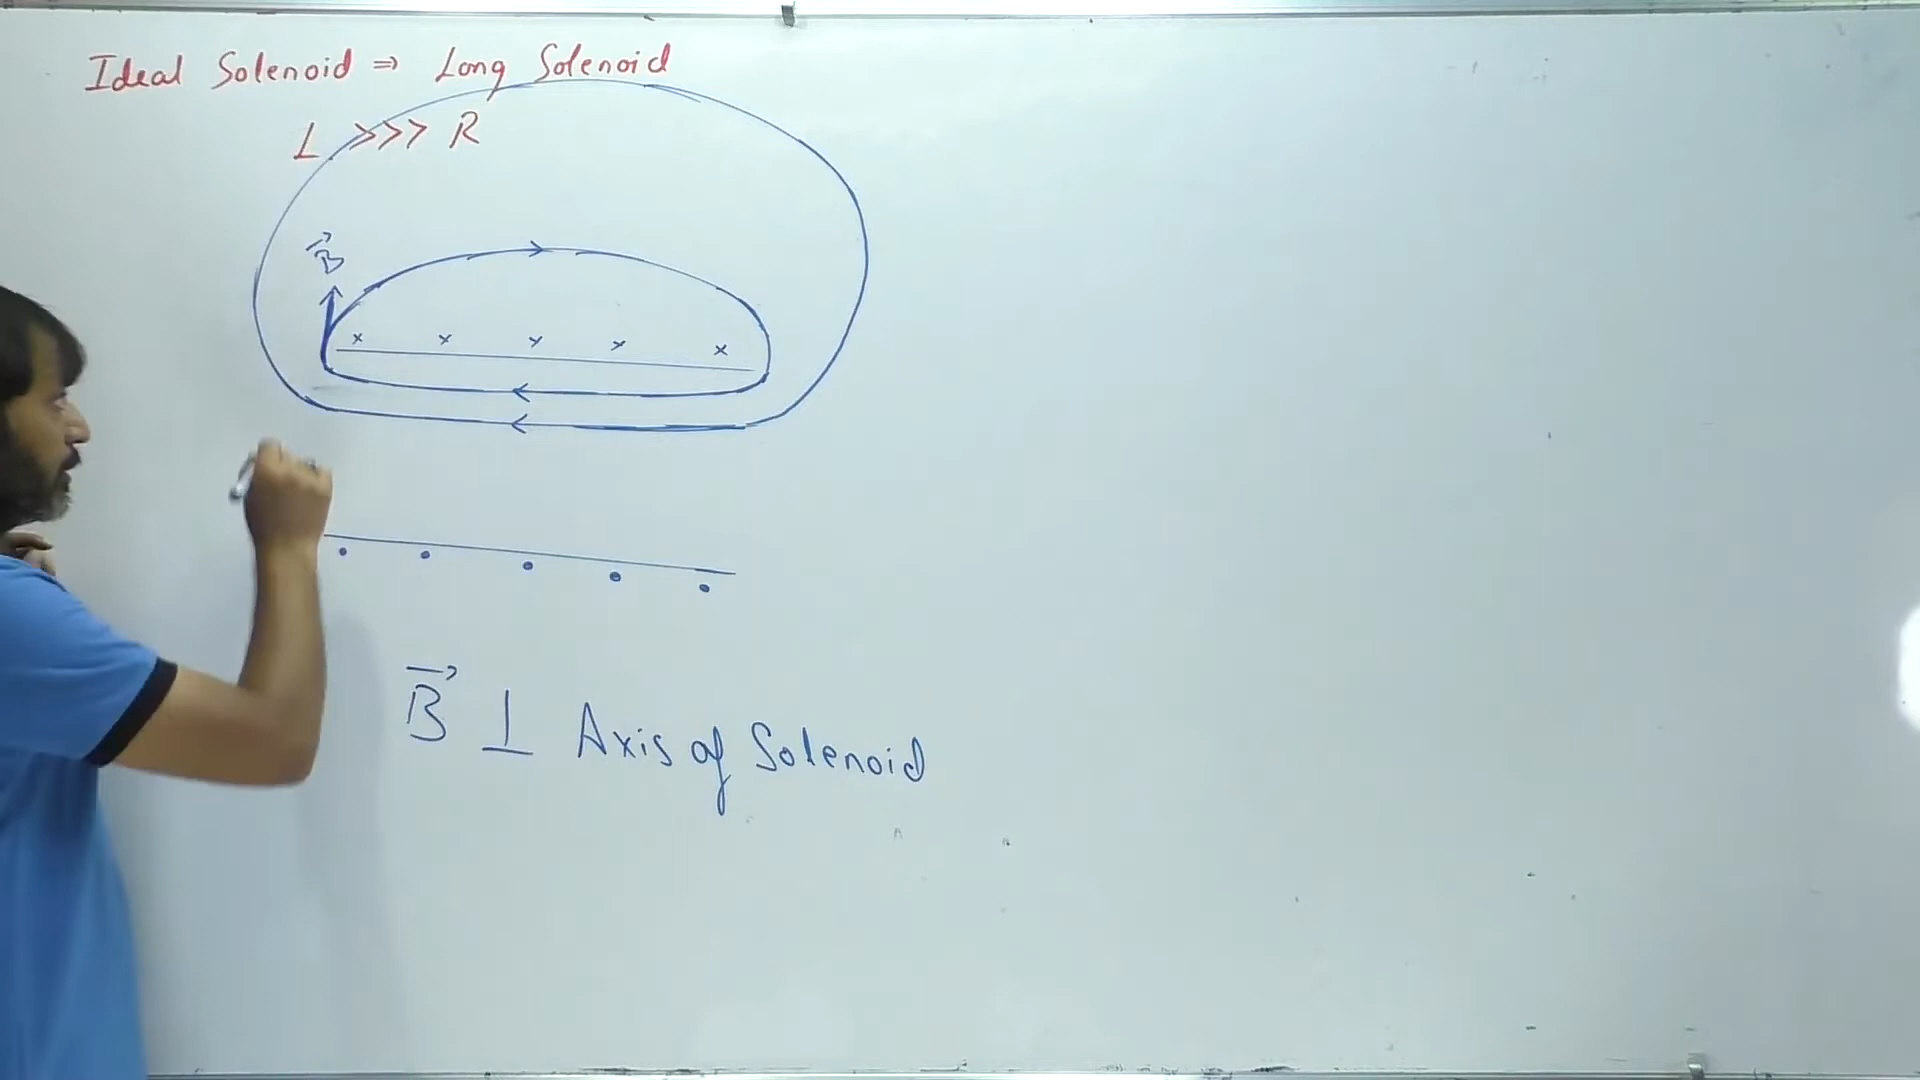 Ideal Solenoid ⇒ Long Solenoid
L >>> R
B⃗
x x x x x
B⃗ ⊥ Axis of Solenoid